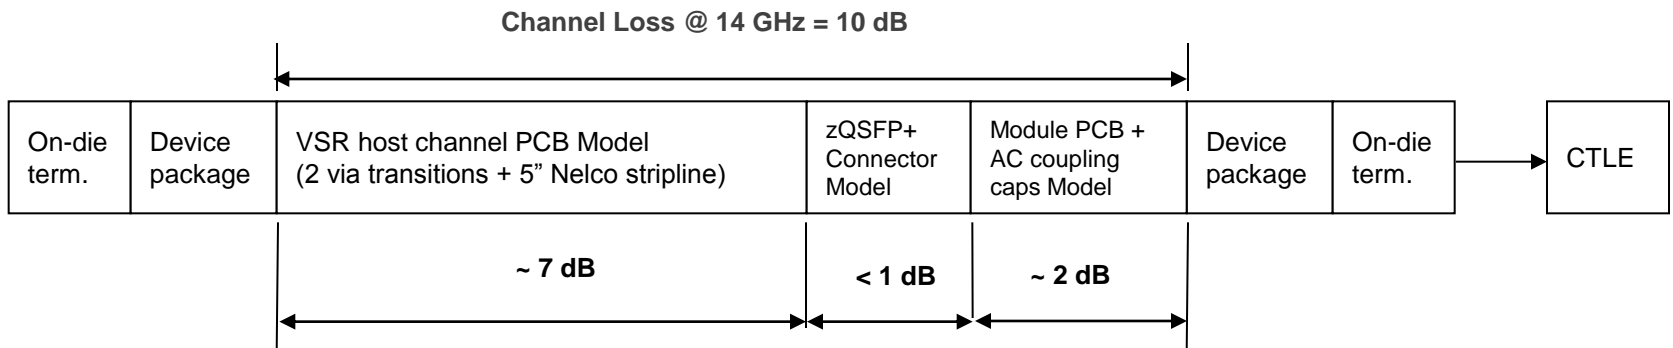 Channel Loss @ 14 GHz = 10 dB
On-die
term.
Device
package
VSR host channel PCB Model
(2 via transitions + 5” Nelco stripline)
zQSFP+
Connector
Model
Module PCB +
AC coupling
caps Model
Device
package
On-die
term.
CTLE
~ 7 dB
< 1 dB
~ 2 dB